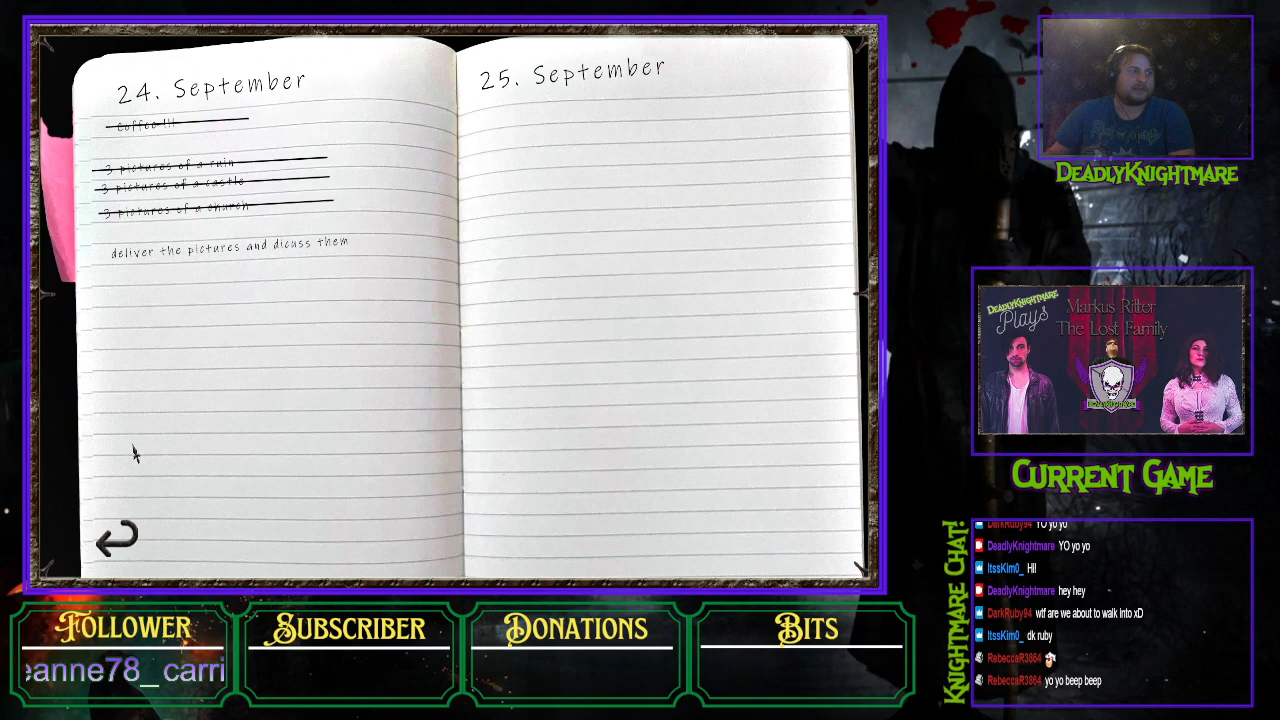 24. September
Coffee !!!
3 pictures of a ruin
3 pictures of a castle
3 pictures of a church
deliver the pictures and dicuss them
25. September
DeadlyKnightmare
DeadlyKnightmare
Plays
Markus Ritter
The Lost Family
Current Game
Knightmare Chat!
DarkRuby94 YO yo yo
DeadlyKnightmare YO yo yo
ItssKim0_ HII
DeadlyKnightmare hey hey
DarkRuby94 wtf are we about to walk into xD
ItssKim0_ dk ruby
RebeccaR3864
RebeccaR3864 yo yo beep beep
Follower
eanne78_ carri
Subscriber
Donations
Bits